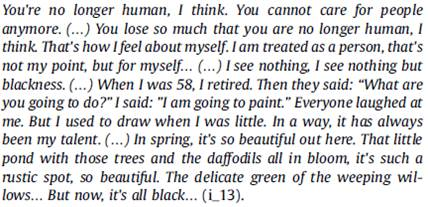 You're no longer human, I think. You cannot care for people
anymore. (…) You lose so much that you are no longer human, I
think. That's how I feel about myself. I am treated as a person, that's
not my point, but for myself… (…) I see nothing, I see nothing but
blackness. (…) When I was 58, I retired. Then they said: “What are
you going to do?” I said: "I am going to paint.” Everyone laughed at
me. But I used to draw when I was little. In a way, it has always
been my talent. (…) In spring, it's so beautiful out here. That little
pond with those trees and the daffodils all in bloom, it's such a
rustic spot, so beautiful. The delicate green of the weeping wil-
lows… But now, it's all black… (i_13).